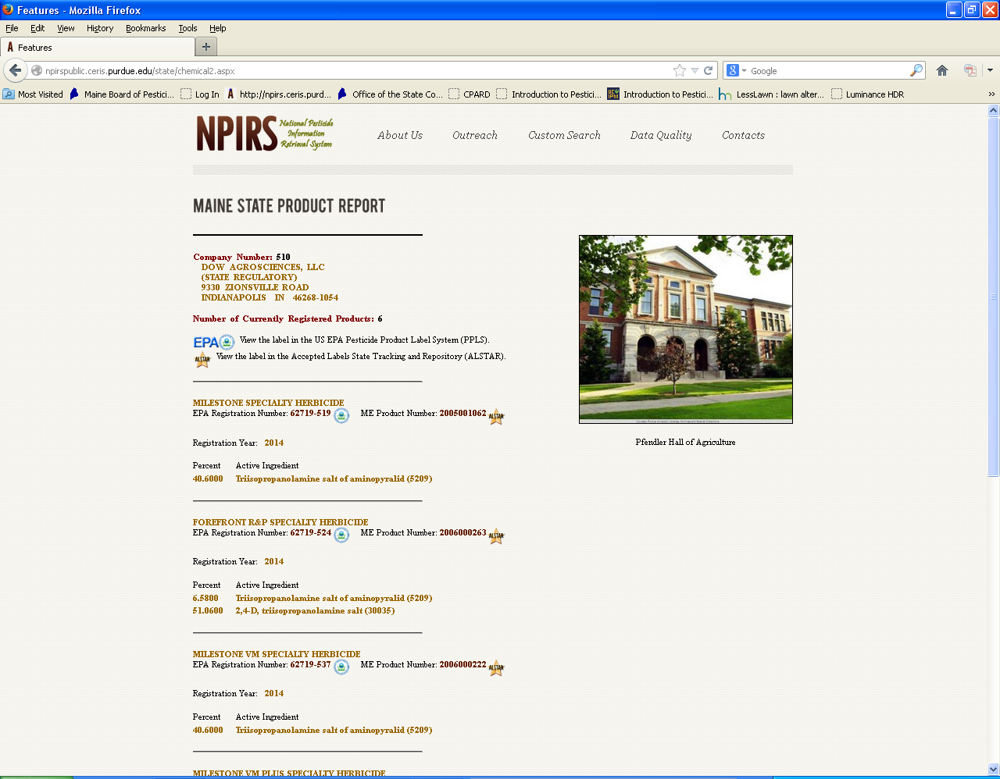 Features - Mozilla Firefox
File Edit View History Bookmarks Tools Help
Features
npirspublic.ceris.purdue.edu/state/chemical2.aspx
Google
Most Visited Maine Board of Pestici... Log In http://npirs.ceris.purd... Office of the State Co... CPARD Introduction to Pestici... Introduction to Pestici... LessLawn : lawn alter... Luminance HDR
NPIRS National Pesticide Information Retrieval System
About Us Outreach Custom Search Data Quality Contacts
MAINE STATE PRODUCT REPORT
Company Number: 510
DOW AGROSCIENCES, LLC
(STATE REGULATORY)
9330 ZIONSVILLE ROAD
INDIANAPOLIS IN 46268-1054
Number of Currently Registered Products: 6
EPA View the label in the US EPA Pesticide Product Label System (PPLS).
ALSTAR View the label in the Accepted Labels State Tracking and Repository (ALSTAR).
MILESTONE SPECIALTY HERBICIDE
EPA Registration Number: 62719-519 ME Product Number: 2005001062 ALSTAR
Registration Year: 2014
Percent Active Ingredient
40.6000 Triisopropanolamine salt of aminopyralid (5209)
FOREFRONT R&P SPECIALTY HERBICIDE
EPA Registration Number: 62719-524 ME Product Number: 2006000263 ALSTAR
Registration Year: 2014
Percent Active Ingredient
6.5800 Triisopropanolamine salt of aminopyralid (5209)
51.0600 2,4-D, triisopropanolamine salt (30035)
MILESTONE VM SPECIALTY HERBICIDE
EPA Registration Number: 62719-537 ME Product Number: 2006000222 ALSTAR
Registration Year: 2014
Percent Active Ingredient
40.6000 Triisopropanolamine salt of aminopyralid (5209)
MILESTONE VM PLUS SPECIALTY HERBICIDE
Pfendler Hall of Agriculture